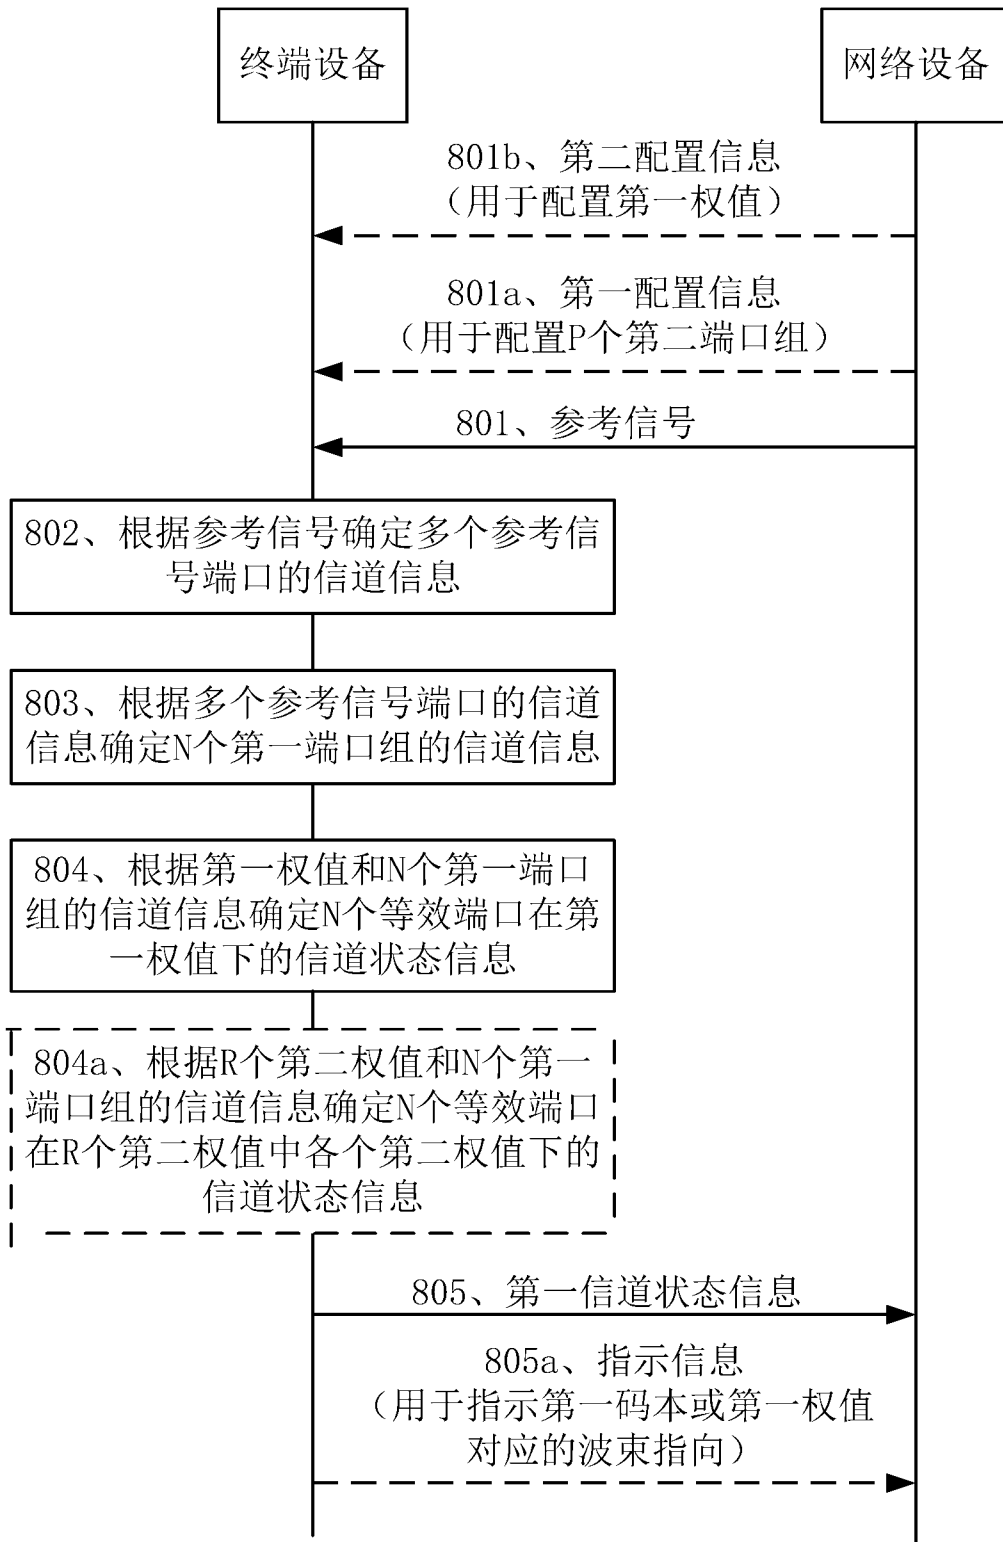 终端设备
网络设备
801b、第二配置信息
（用于配置第一权值）
801a、第一配置信息
（用于配置P个第二端口组）
801、参考信号
802、根据参考信号确定多个参考信
号端口的信道信息
803、根据多个参考信号端口的信道
信息确定N个第一端口组的信道信息
804、根据第一权值和N个第一端口
组的信道信息确定N个等效端口在第
一权值下的信道状态信息
804a、根据R个第二权值和N个第一
端口组的信道信息确定N个等效端口
在R个第二权值中各个第二权值下的
信道状态信息
805、第一信道状态信息
805a、指示信息
（用于指示第一码本或第一权值
对应的波束指向）